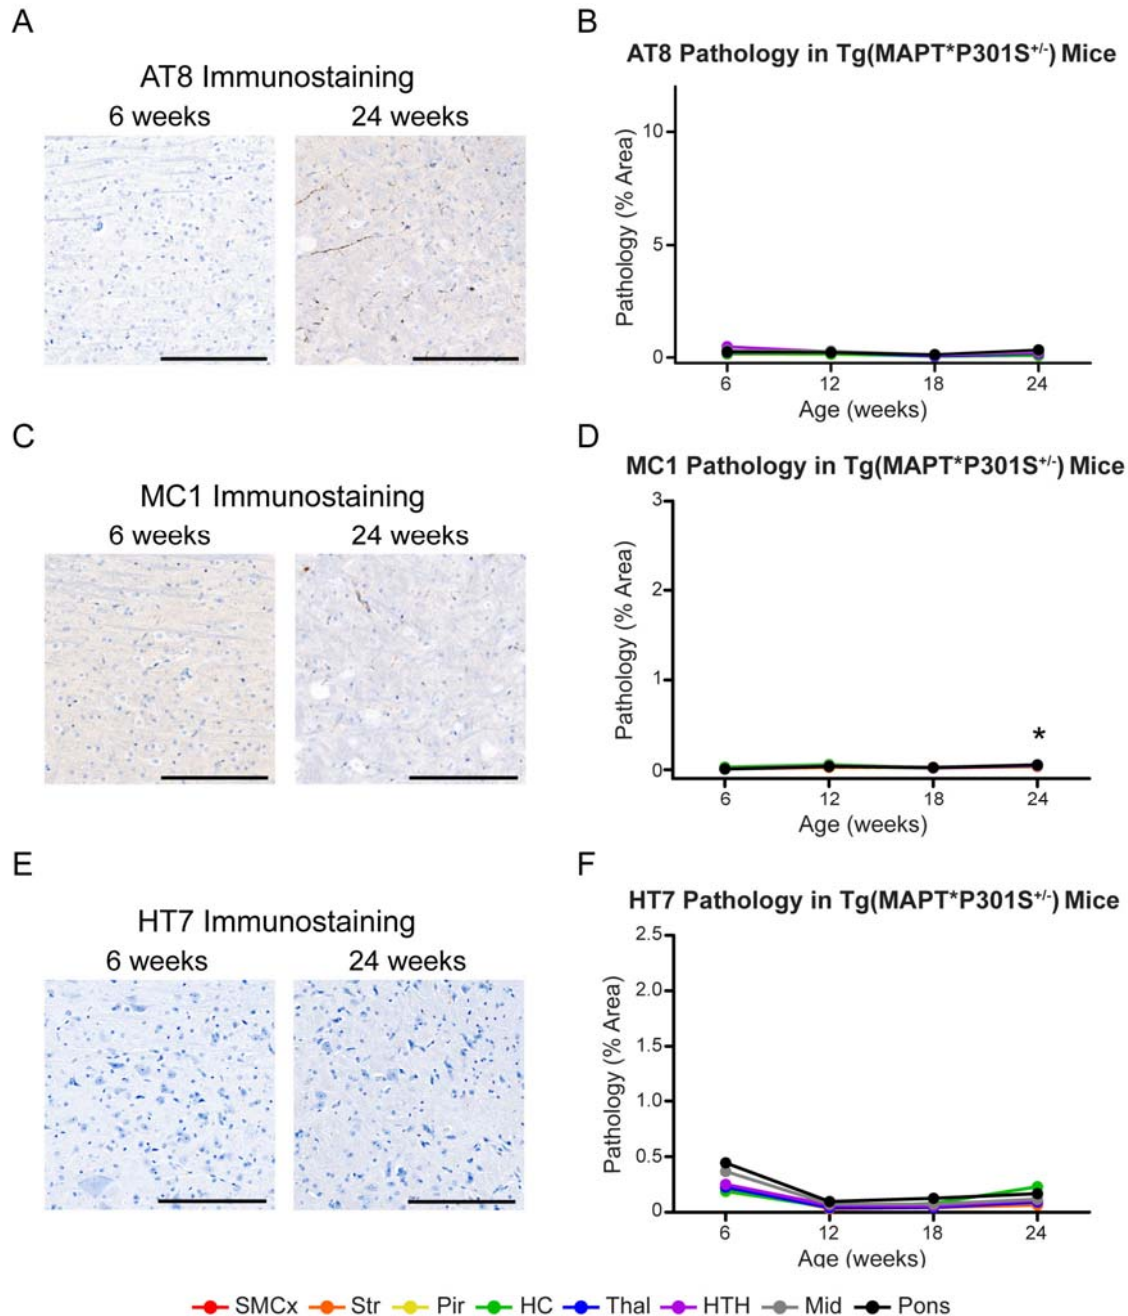 A
AT8 Immunostaining
6 weeks 24 weeks
B
AT8 Pathology in Tg(MAPT*P301S+/-) Mice
Pathology (% Area)
10
5
0
6 12 18 24
Age (weeks)
C
MC1 Immunostaining
6 weeks 24 weeks
D
MC1 Pathology in Tg(MAPT*P301S+/-) Mice
Pathology (% Area)
3
2
1
0
*
6 12 18 24
Age (weeks)
E
HT7 Immunostaining
6 weeks 24 weeks
F
HT7 Pathology in Tg(MAPT*P301S+/-) Mice
Pathology (% Area)
2.5
2.0
1.5
1.0
0.5
0
6 12 18 24
Age (weeks)
SMCx Str Pir HC Thal HTH Mid Pons